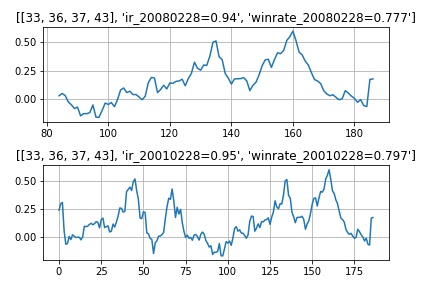 [[33, 36, 37, 43], 'ir_20080228=0.94', 'winrate_20080228=0.777']
0.50
0.25
0.00
80 100 120 140 160 180
[[33, 36, 37, 43], 'ir_20010228=0.95', 'winrate_20010228=0.797']
0.50
0.25
0.00
0 25 50 75 100 125 150 175